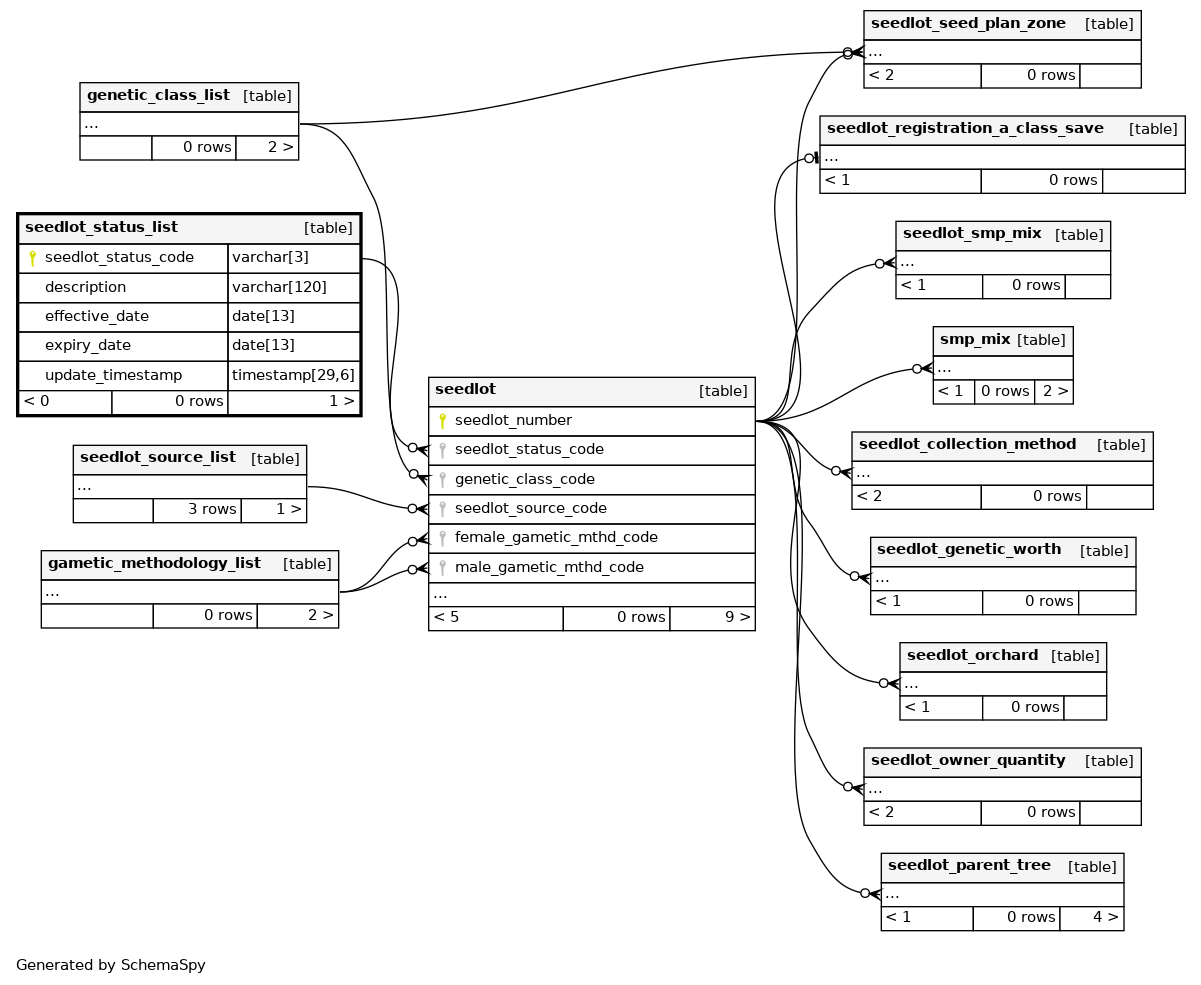 genetic_class_list [table]
...
0 rows 2 >
seedlot_status_list [table]
seedlot_status_code varchar[3]
description varchar[120]
effective_date date[13]
expiry_date date[13]
update_timestamp timestamp[29,6]
< 0 0 rows 1 >
seedlot_source_list [table]
...
3 rows 1 >
gametic_methodology_list [table]
...
0 rows 2 >
seedlot [table]
seedlot_number
seedlot_status_code
genetic_class_code
seedlot_source_code
female_gametic_mthd_code
male_gametic_mthd_code
...
< 5 0 rows 9 >
seedlot_seed_plan_zone [table]
...
< 2 0 rows
seedlot_registration_a_class_save [table]
...
< 1 0 rows
seedlot_smp_mix [table]
...
< 1 0 rows
smp_mix [table]
...
< 1 0 rows 2 >
seedlot_collection_method [table]
...
< 2 0 rows
seedlot_genetic_worth [table]
...
< 1 0 rows
seedlot_orchard [table]
...
< 1 0 rows
seedlot_owner_quantity [table]
...
< 2 0 rows
seedlot_parent_tree [table]
...
< 1 0 rows 4 >
Generated by SchemaSpy